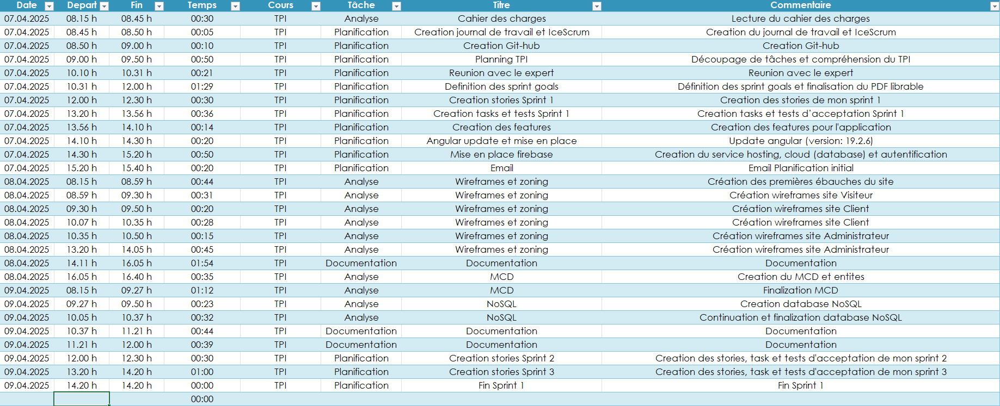 Date Depart Fin Temps Cours Tâche Titre Commentaire
07.04.2025 08.15 h 08.45 h 00:30 TPI Analyse Cahier des charges Lecture du cahier des charges
07.04.2025 08.45 h 08.50 h 00:05 TPI Planification Creation journal de travail et IceScrum Creation du journal de travail et IceScrum
07.04.2025 08.50 h 09.00 h 00:10 TPI Planification Creation Git-hub Creation Git-hub
07.04.2025 09.00 h 09.50 h 00:50 TPI Planification Planning TPI Découpage de tâches et compréhension du TPI
07.04.2025 10.10 h 10.31 h 00:21 TPI Planification Reunion avec le expert Reunion avec le expert
07.04.2025 10.31 h 12.00 h 01:29 TPI Planification Definition des sprint goals Définition des sprint goals et finalisation du PDF librable
07.04.2025 12.00 h 12.30 h 00:30 TPI Planification Creation stories Sprint 1 Creation des stories de mon sprint 1
07.04.2025 13.20 h 13.56 h 00:36 TPI Planification Creation tasks et tests Sprint 1 Creation tasks et tests d’acceptation Sprint 1
07.04.2025 13.56 h 14.10 h 00:14 TPI Planification Creation des features Creation des features pour l'application
07.04.2025 14.10 h 14.30 h 00:20 TPI Planification Angular update et mise en place Update angular (version: 19.2.6)
07.04.2025 14.30 h 15.20 h 00:50 TPI Planification Mise en place firebase Creation du service hosting, cloud (database) et autentification
07.04.2025 15.20 h 15.40 h 00:20 TPI Planification Email Email Planification initial
08.04.2025 08.15 h 08.59 h 00:44 TPI Analyse Wireframes et zoning Création des premières ébauches du site
08.04.2025 08.59 h 09.30 h 00:31 TPI Analyse Wireframes et zoning Création wireframes site Visiteur
08.04.2025 09.30 h 09.50 h 00:20 TPI Analyse Wireframes et zoning Création wireframes site Client
08.04.2025 10.07 h 10.35 h 00:28 TPI Analyse Wireframes et zoning Création wireframes site Client
08.04.2025 10.35 h 10.50 h 00:15 TPI Analyse Wireframes et zoning Création wireframes site Administrateur
08.04.2025 13.20 h 14.05 h 00:45 TPI Analyse Wireframes et zoning Création wireframes site Administrateur
08.04.2025 14.11 h 16.05 h 01:54 TPI Documentation Documentation Documentation
08.04.2025 16.05 h 16.40 h 00:35 TPI Analyse MCD Creation du MCD et entites
09.04.2025 08.15 h 09.27 h 01:12 TPI Analyse MCD Finalization MCD
09.04.2025 09.27 h 09.50 h 00:23 TPI Analyse NoSQL Creation database NoSQL
09.04.2025 10.05 h 10.37 h 00:32 TPI Analyse NoSQL Continuation et finalization database NoSQL
09.04.2025 10.37 h 11.21 h 00:44 TPI Documentation Documentation Documentation
09.04.2025 11.21 h 12.00 h 00:39 TPI Documentation Documentation Documentation
09.04.2025 12.00 h 12.30 h 00:30 TPI Planification Creation stories Sprint 2 Creation des stories, task et tests d'acceptation de mon sprint 2
09.04.2025 13.20 h 14.20 h 01:00 TPI Planification Creation stories Sprint 3 Creation des stories, task et tests d'acceptation de mon sprint 3
09.04.2025 14.20 h 14.20 h 00:00 TPI Planification Fin Sprint 1 Fin Sprint 1
00:00